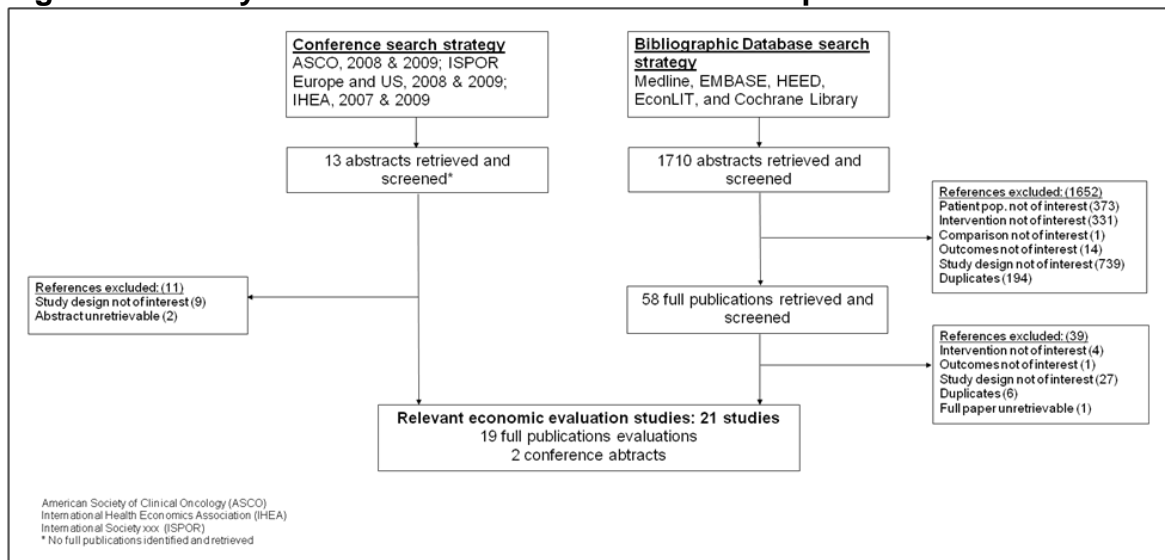 Conference search strategy
ASCO, 2008 & 2009; ISPOR
Europe and US, 2008 & 2009;
IHEA, 2007 & 2009
Bibliographic Database search
strategy
Medline, EMBASE, HEED,
EconLIT, and Cochrane Library
13 abstracts retrieved and
screened*
1710 abstracts retrieved and
screened
References excluded: (1652)
Patient pop. not of interest (373)
Intervention not of interest (331)
Comparison not of interest (1)
Outcomes not of interest (14)
Study design not of interest (739)
Duplicates (194)
References excluded: (11)
Study design not of interest (9)
Abstract unretrievable (2)
58 full publications retrieved and
screened
References excluded: (39)
Intervention not of interest (4)
Outcomes not of interest (1)
Study design not of interest (27)
Duplicates (6)
Full paper unretrievable (1)
Relevant economic evaluation studies: 21 studies
19 full publications evaluations
2 conference abtracts
American Society of Clinical Oncology (ASCO)
International Health Economics Association (IHEA)
International Society xxx (ISPOR)
* No full publications identified and retrieved